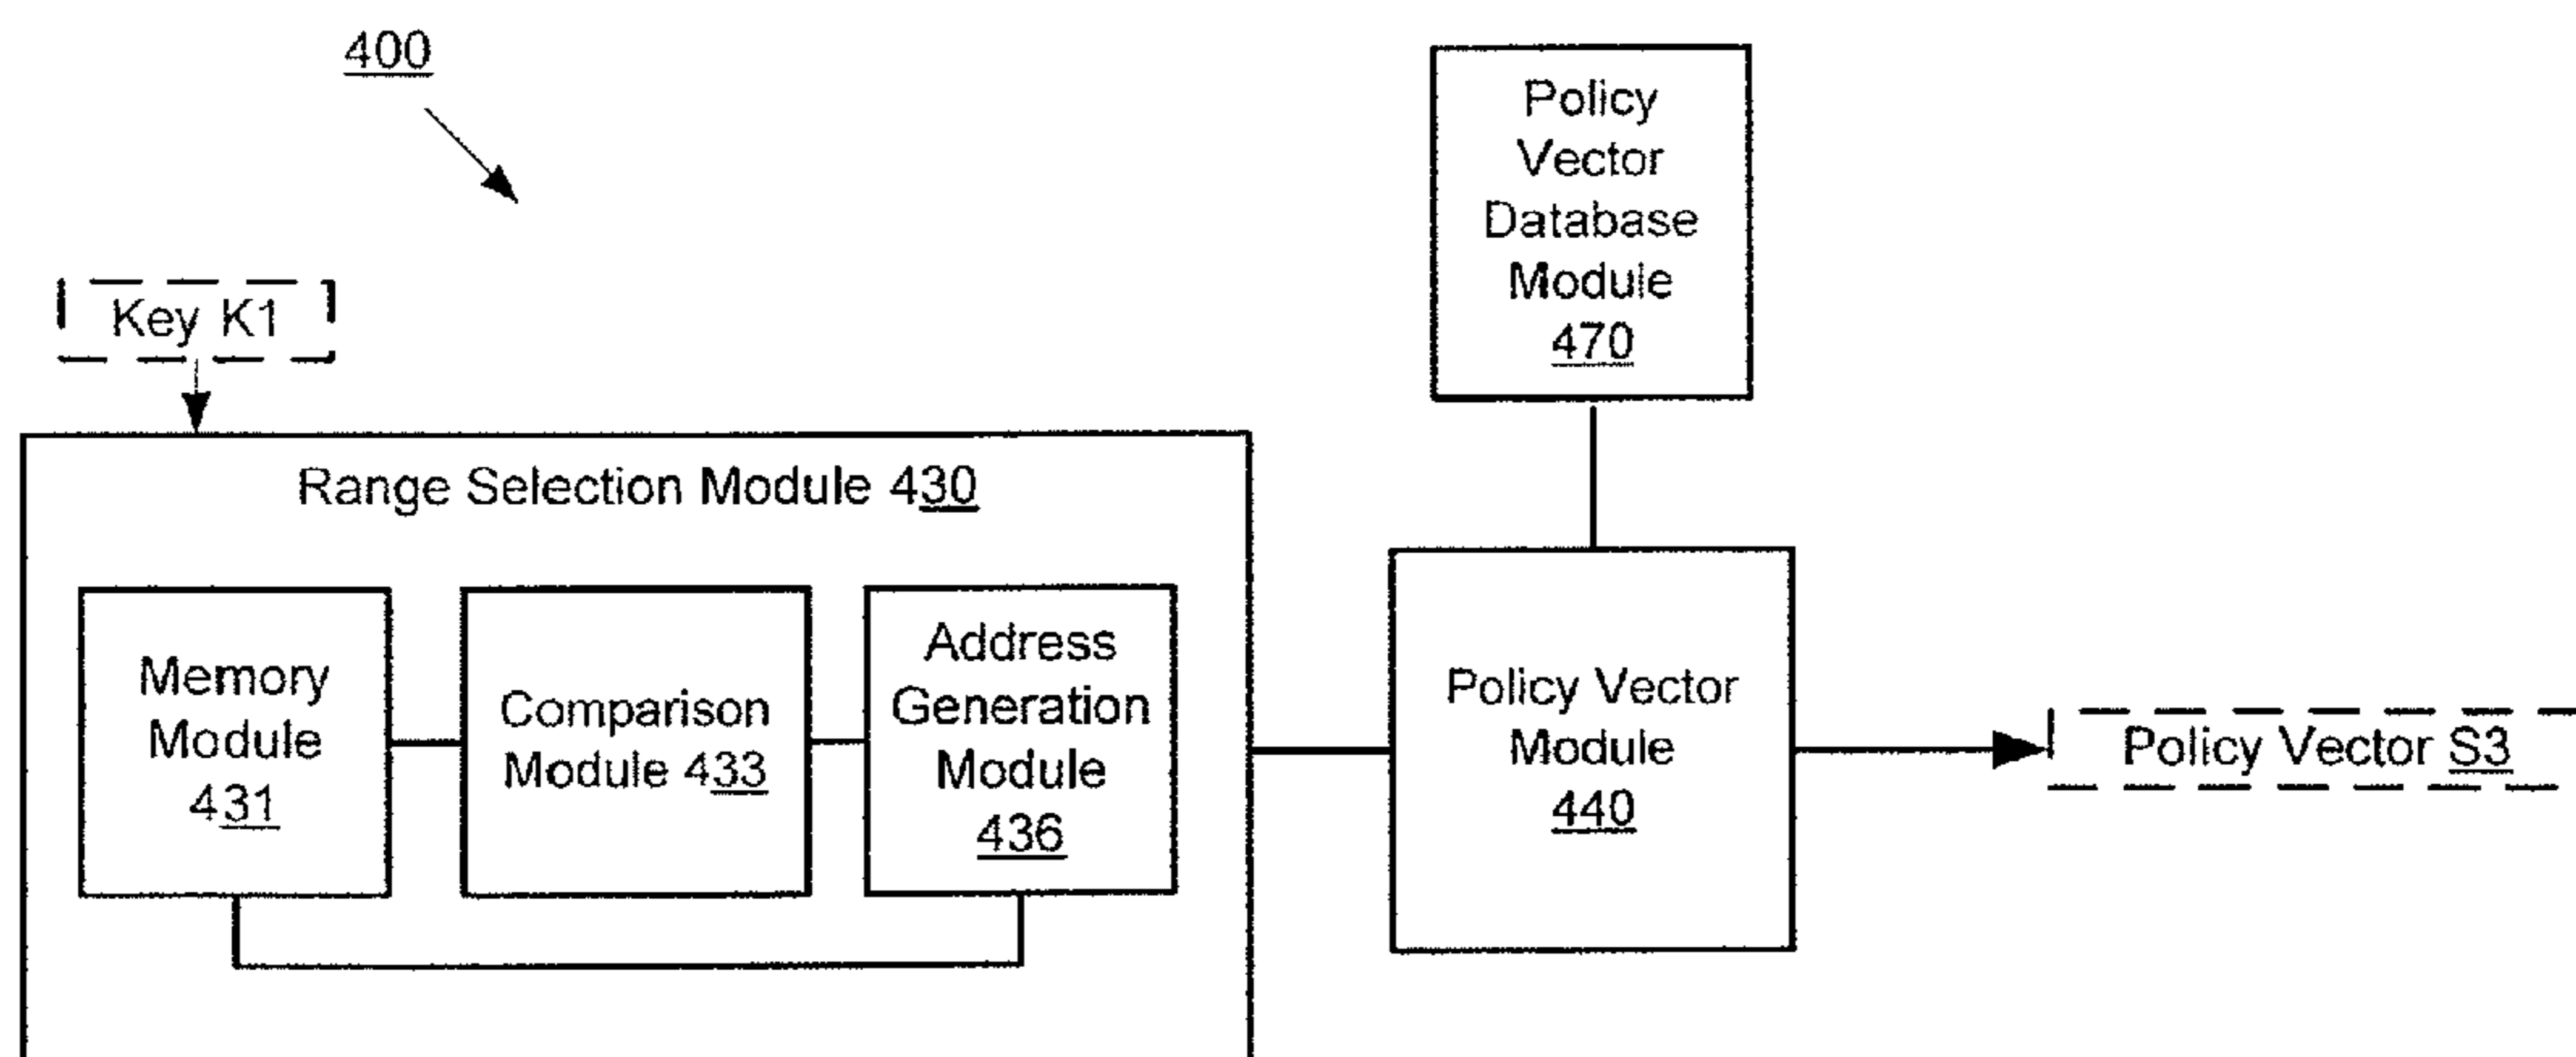 400
Policy
Vector
Database
Module
470
Key K1
Range Selection Module 430
Memory
Module
431
Comparison
Module 433
Address
Generation
Module
436
Policy Vector
Module
440
Policy Vector S3